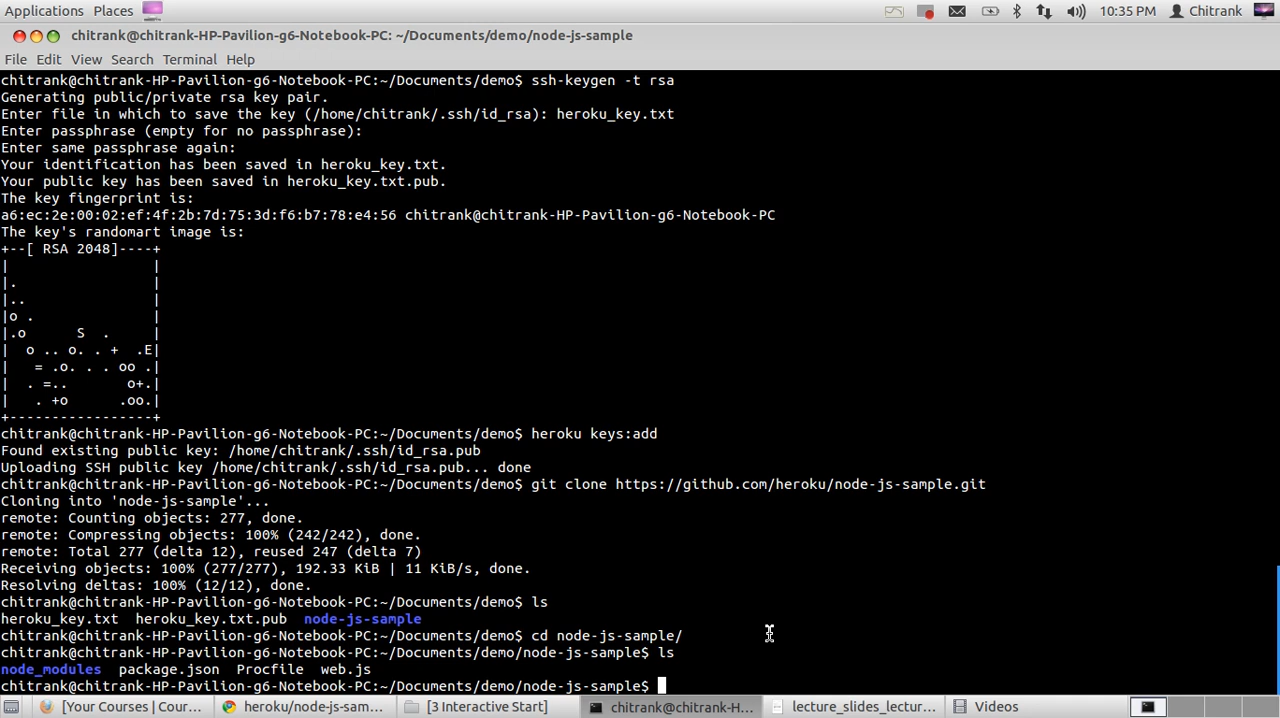 Applications Places 10:35 PM Chitrank
chitrank@chitrank-HP-Pavilion-g6-Notebook-PC: ~/Documents/demo/node-js-sample
File Edit View Search Terminal Help
chitrank@chitrank-HP-Pavilion-g6-Notebook-PC:~/Documents/demo$ ssh-keygen -t rsa
Generating public/private rsa key pair.
Enter file in which to save the key (/home/chitrank/.ssh/id_rsa): heroku_key.txt
Enter passphrase (empty for no passphrase):
Enter same passphrase again:
Your identification has been saved in heroku_key.txt.
Your public key has been saved in heroku_key.txt.pub.
The key fingerprint is:
a6:ec:2e:00:02:ef:4f:2b:7d:75:3d:f6:b7:78:e4:56 chitrank@chitrank-HP-Pavilion-g6-Notebook-PC
The key's randomart image is:
+--[ RSA 2048]----+
|                 |
|.                |
|..               |
|o .              |
|.o      S  .     |
|  o .. o. . +  .E|
|   = .o. . . oo .|
|  . =..       o+.|
|   . +o      .oo.|
+-----------------+
chitrank@chitrank-HP-Pavilion-g6-Notebook-PC:~/Documents/demo$ heroku keys:add
Found existing public key: /home/chitrank/.ssh/id_rsa.pub
Uploading SSH public key /home/chitrank/.ssh/id_rsa.pub... done
chitrank@chitrank-HP-Pavilion-g6-Notebook-PC:~/Documents/demo$ git clone https://github.com/heroku/node-js-sample.git
Cloning into 'node-js-sample'...
remote: Counting objects: 277, done.
remote: Compressing objects: 100% (242/242), done.
remote: Total 277 (delta 12), reused 247 (delta 7)
Receiving objects: 100% (277/277), 192.33 KiB | 11 KiB/s, done.
Resolving deltas: 100% (12/12), done.
chitrank@chitrank-HP-Pavilion-g6-Notebook-PC:~/Documents/demo$ ls
heroku_key.txt  heroku_key.txt.pub  node-js-sample
chitrank@chitrank-HP-Pavilion-g6-Notebook-PC:~/Documents/demo$ cd node-js-sample/
chitrank@chitrank-HP-Pavilion-g6-Notebook-PC:~/Documents/demo/node-js-sample$ ls
node_modules  package.json  Procfile  web.js
chitrank@chitrank-HP-Pavilion-g6-Notebook-PC:~/Documents/demo/node-js-sample$
[Your Courses | Cour... heroku/node-js-sam... [3 Interactive Start] chitrank@chitrank-H... lecture_slides_lectur... Videos